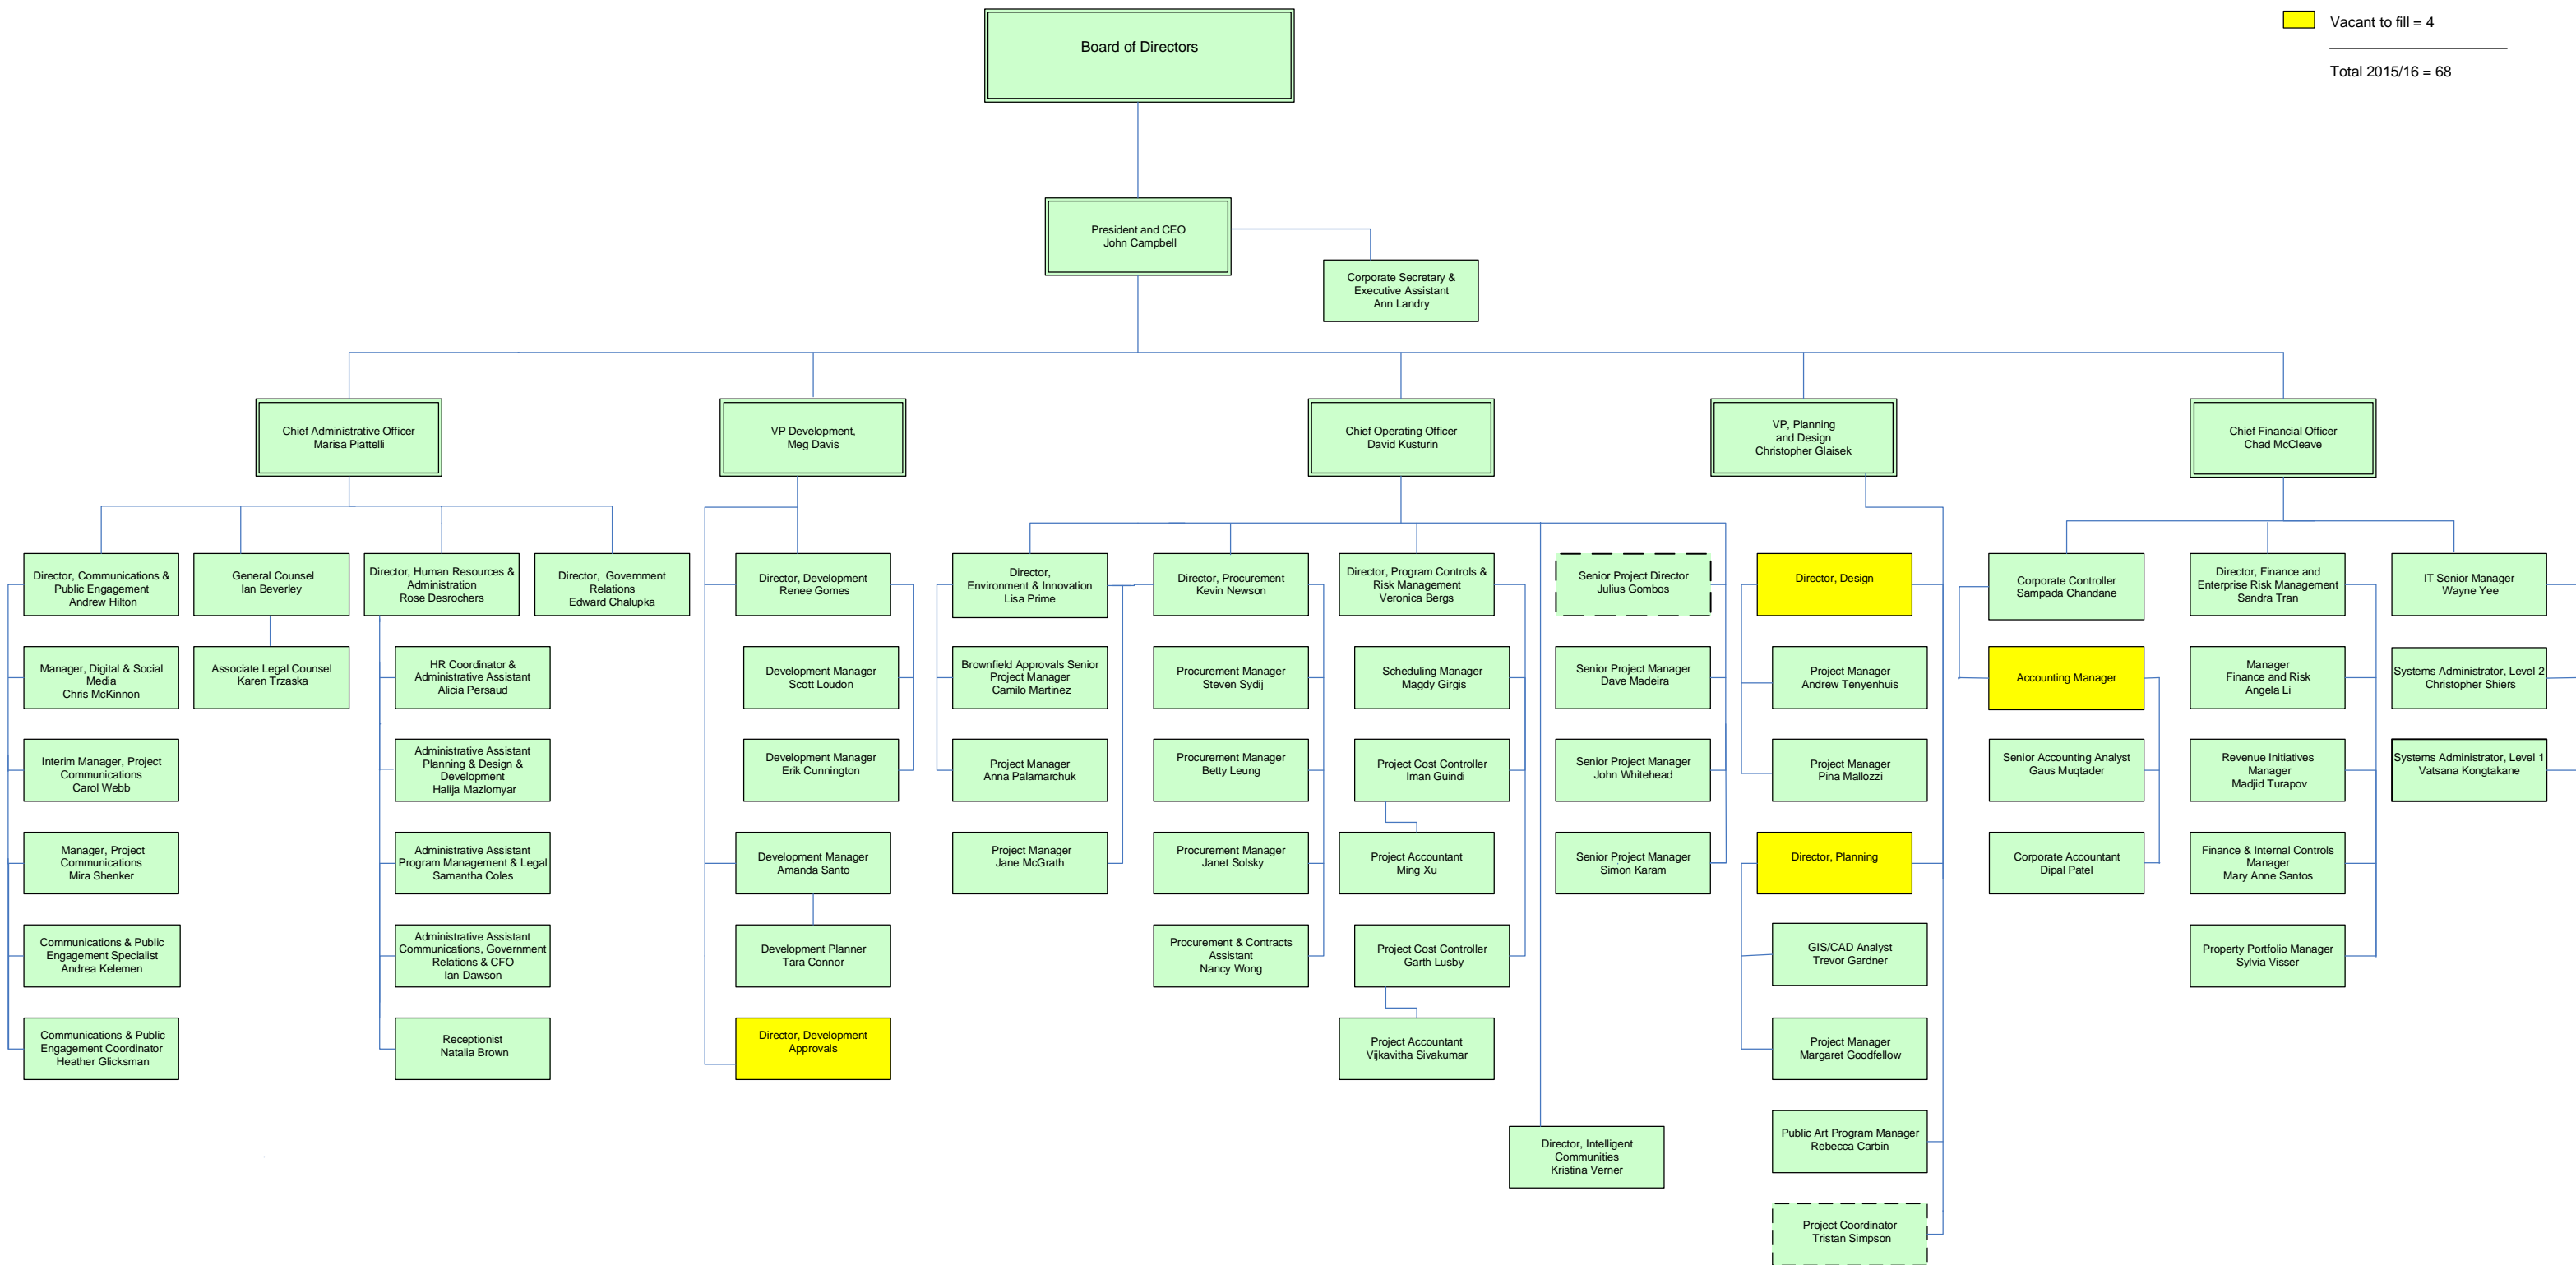 Vacant to fill = 4
Total 2015/16 = 68
Board of Directors
President and CEO
John Campbell
Corporate Secretary &
Executive Assistant
Ann Landry
Chief Administrative Officer
Marisa Piattelli
VP Development,
Meg Davis
Chief Operating Officer
David Kusturin
VP, Planning
and Design
Christopher Glaisek
Chief Financial Officer
Chad McCleave
Director, Communications &
Public Engagement
Andrew Hilton
Manager, Digital & Social
Media
Chris McKinnon
Interim Manager, Project
Communications
Carol Webb
Manager, Project
Communications
Mira Shenker
Communications & Public
Engagement Specialist
Andrea Kelemen
Communications & Public
Engagement Coordinator
Heather Glicksman
General Counsel
Ian Beverley
Associate Legal Counsel
Karen Trzaska
Director, Human Resources &
Administration
Rose Desrochers
HR Coordinator &
Administrative Assistant
Alicia Persaud
Administrative Assistant
Planning & Design &
Development
Halija Mazlomyar
Administrative Assistant
Program Management & Legal
Samantha Coles
Administrative Assistant
Communications, Government
Relations & CFO
Ian Dawson
Receptionist
Natalia Brown
Director, Government
Relations
Edward Chalupka
Director, Development
Renee Gomes
Development Manager
Scott Loudon
Development Manager
Erik Cunnington
Development Manager
Amanda Santo
Development Planner
Tara Connor
Director, Development
Approvals
Director,
Environment & Innovation
Lisa Prime
Brownfield Approvals Senior
Project Manager
Camilo Martinez
Project Manager
Anna Palamarchuk
Project Manager
Jane McGrath
Director, Procurement
Kevin Newson
Procurement Manager
Steven Sydij
Procurement Manager
Betty Leung
Procurement Manager
Janet Solsky
Procurement & Contracts
Assistant
Nancy Wong
Director, Program Controls &
Risk Management
Veronica Bergs
Scheduling Manager
Magdy Girgis
Project Cost Controller
Iman Guindi
Project Accountant
Ming Xu
Project Cost Controller
Garth Lusby
Project Accountant
Vijkavitha Sivakumar
Director, Intelligent
Communities
Kristina Verner
Senior Project Director
Julius Gombos
Senior Project Manager
Dave Madeira
Senior Project Manager
John Whitehead
Senior Project Manager
Simon Karam
Director, Design
Project Manager
Andrew Tenyenhuis
Project Manager
Pina Mallozzi
Director, Planning
GIS/CAD Analyst
Trevor Gardner
Project Manager
Margaret Goodfellow
Public Art Program Manager
Rebecca Carbin
Project Coordinator
Tristan Simpson
Corporate Controller
Sampada Chandane
Accounting Manager
Senior Accounting Analyst
Gaus Muqtader
Corporate Accountant
Dipal Patel
Director, Finance and
Enterprise Risk Management
Sandra Tran
Manager
Finance and Risk
Angela Li
Revenue Initiatives
Manager
Madjid Turapov
Finance & Internal Controls
Manager
Mary Anne Santos
Property Portfolio Manager
Sylvia Visser
IT Senior Manager
Wayne Yee
Systems Administrator, Level 2
Christopher Shiers
Systems Administrator, Level 1
Vatsana Kongtakane